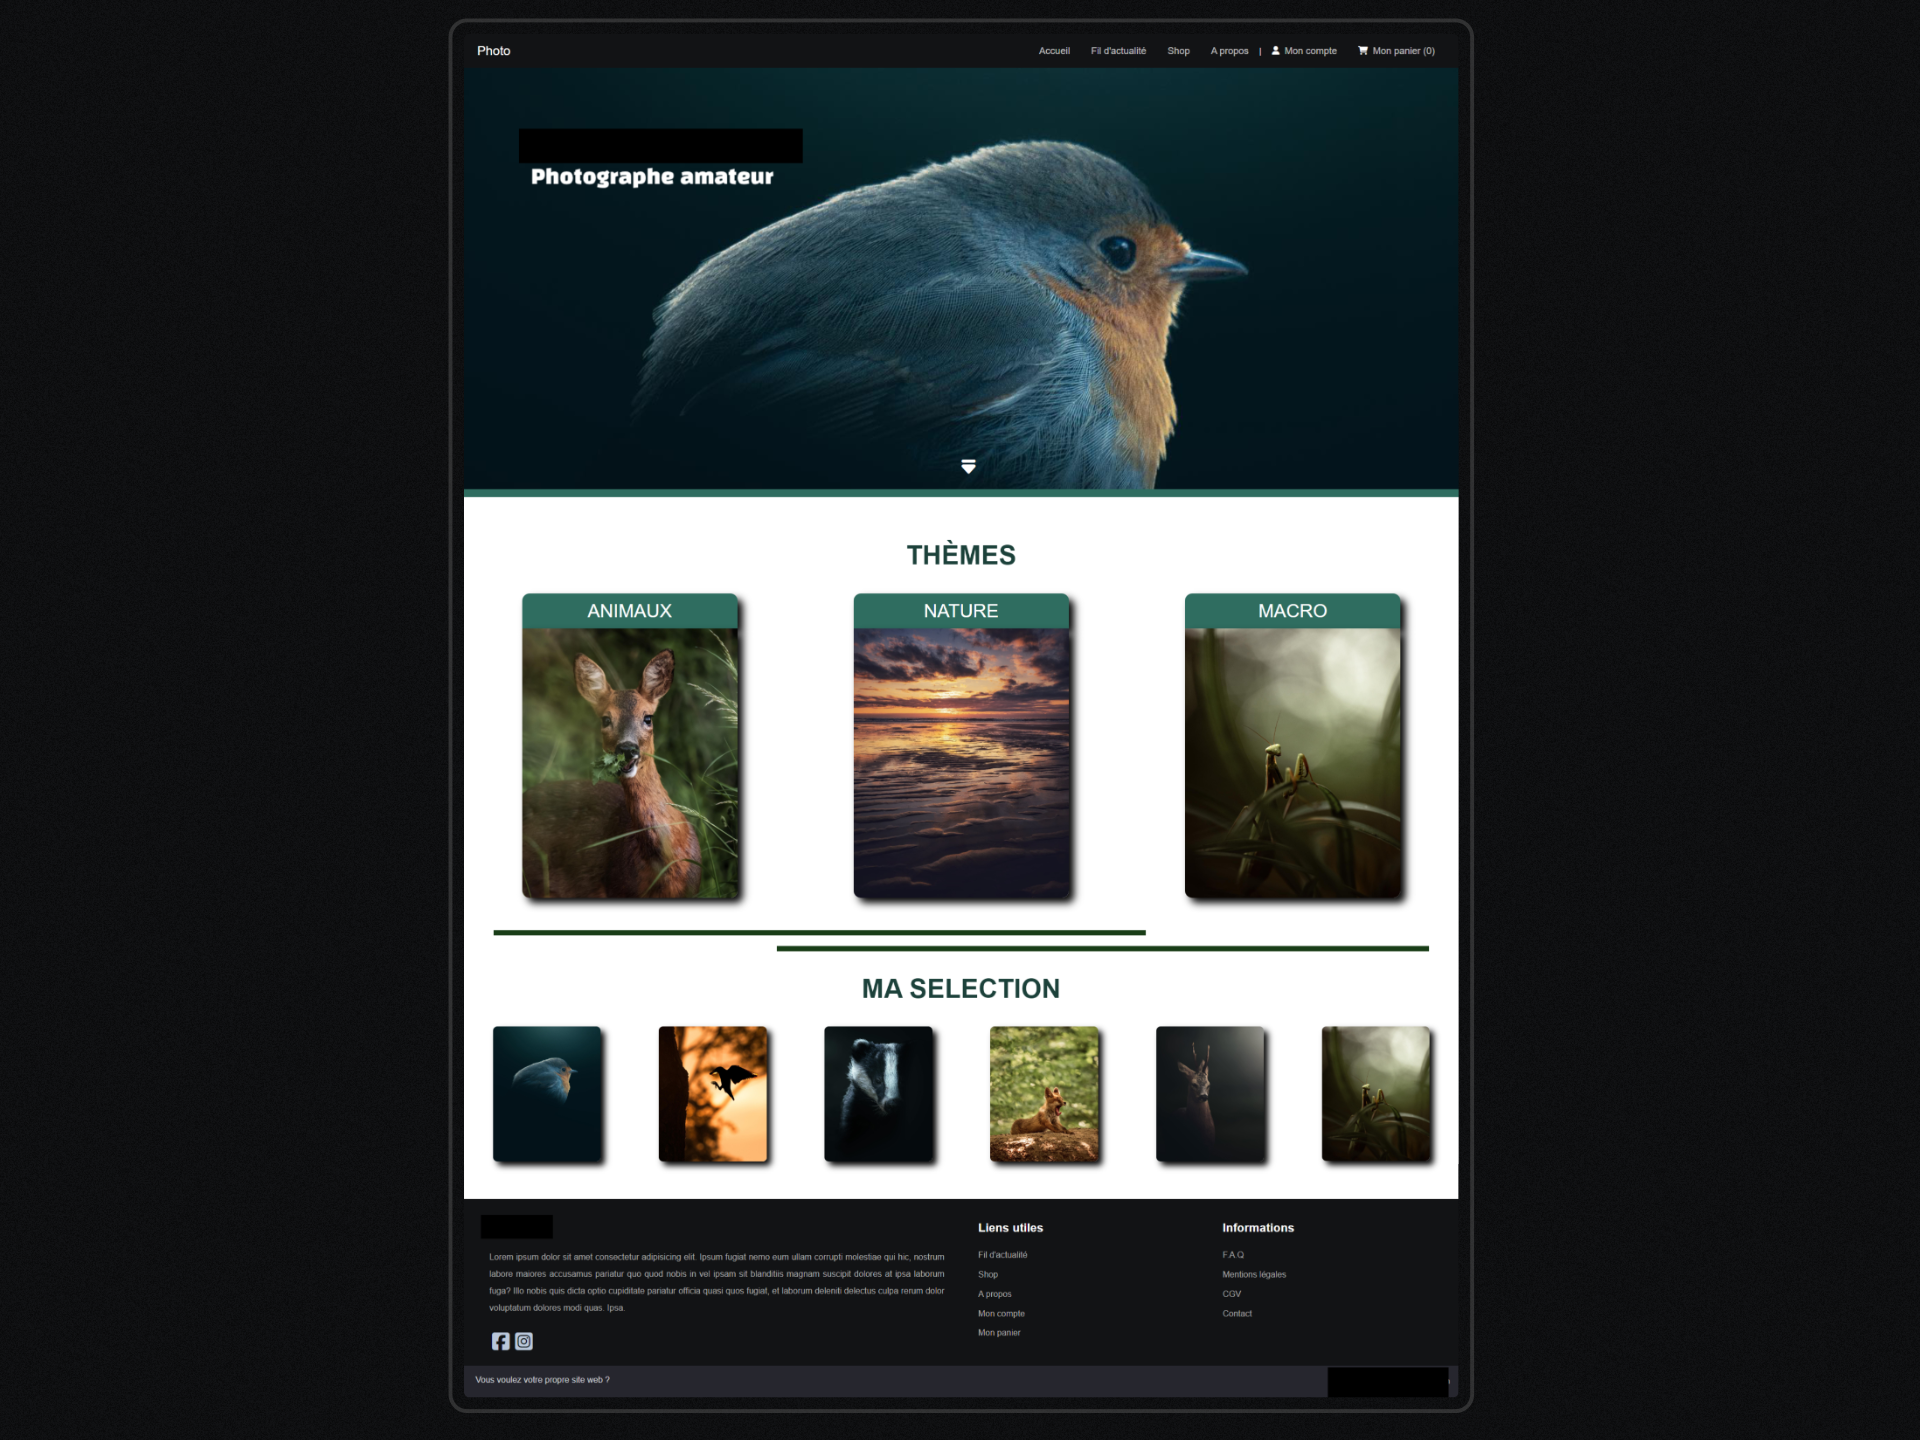 Photo
Accueil Fil d'actualité Shop A propos | Mon compte Mon panier (0)
Photographe amateur
THÈMES
ANIMAUX
NATURE
MACRO
MA SELECTION
Lorem ipsum dolor sit amet consectetur adipisicing elit. Ipsum fugiat nemo eum ullam corrupti molestiae qui hic, nostrum
labore maiores accusamus pariatur quo quod nobis in vel ipsam sit blanditiis magnam suscipit dolores at ipsa laborum
fuga? Illo nobis quis dicta optio cupiditate pariatur officia quasi quos fugiat, et laborum deleniti delectus culpa rerum dolor
voluptatum dolores modi quas. Ipsa.
Liens utiles
Fil d'actualité
Shop
A propos
Mon compte
Mon panier
Informations
F.A.Q
Mentions légales
CGV
Contact
Vous voulez votre propre site web ?